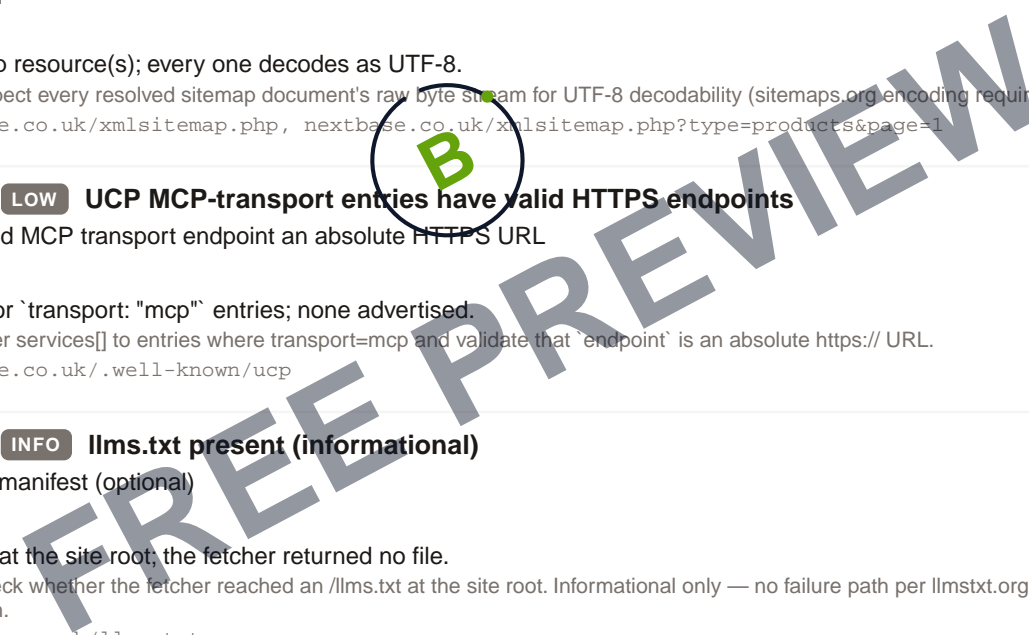 o resource(s); every one decodes as UTF-8.
pect every resolved sitemap document's raw byte stream for UTF-8 decodability (sitemaps.org encoding requir
e.co.uk/xmlsitemap.php, nextbase.co.uk/xmlsitemap.php?type=products&page=1
B
LOW UCP MCP-transport entries have valid HTTPS endpoints
d MCP transport endpoint an absolute HTTPS URL
or `transport: "mcp"` entries; none advertised.
er services[] to entries where transport=mcp and validate that `endpoint` is an absolute https:// URL.
e.co.uk/.well-known/ucp
INFO llms.txt present (informational)
manifest (optional)
at the site root; the fetcher returned no file.
eck whether the fetcher reached an /llms.txt at the site root. Informational only — no failure path per llmstxt.org
n.
FREE PREVIEW